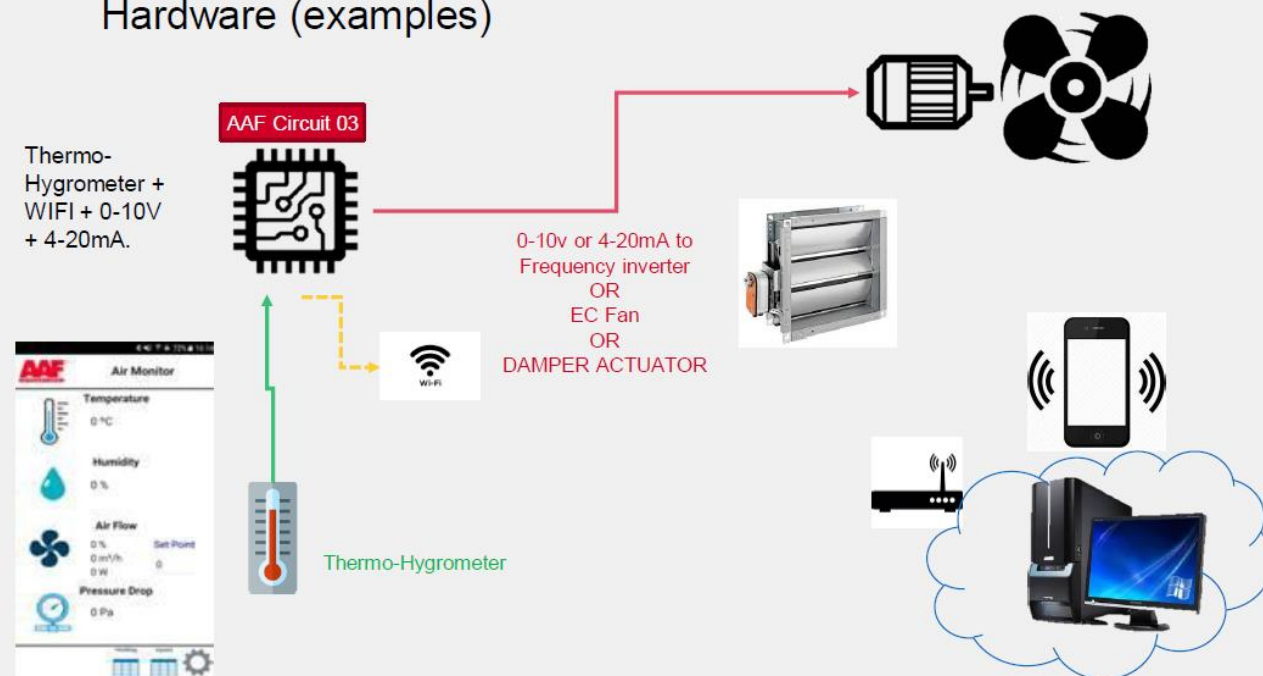 Hardware (examples)
AAF Circuit 03
Thermo-
Hygrometer +
WIFI + 0-10V
+ 4-20mA.
0-10v or 4-20mA to
Frequency inverter
OR
EC Fan
OR
DAMPER ACTUATOR
Wi-Fi
Thermo-Hygrometer
AAF
Air Monitor
Temperature
0 ºC
Humidity
0 %
Air Flow
0 %
Set Point
0 m³/h
0
0 W
Pressure Drop
0 Pa